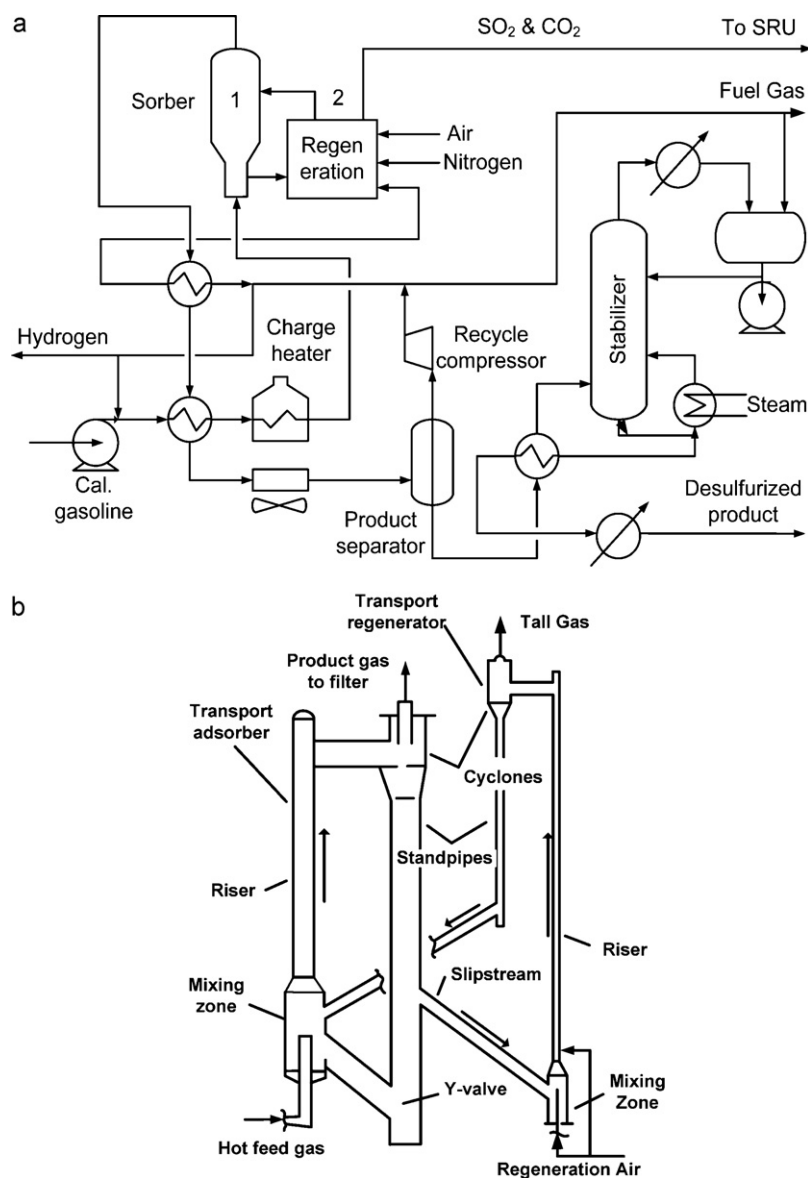 a
SO2 & CO2
To SRU
Sorber
1
2
Fuel Gas
Regen
eration
Air
Nitrogen
Hydrogen
Charge
heater
Recycle
compressor
Stabilizer
Steam
Cal.
gasoline
Product
separator
Desulfurized
product
b
Transport
regenerator
Tall Gas
Product gas
to filter
Transport
adsorber
Cyclones
Standpipes
Riser
Riser
Slipstream
Mixing
zone
Y-valve
Mixing
Zone
Hot feed gas
Regeneration Air